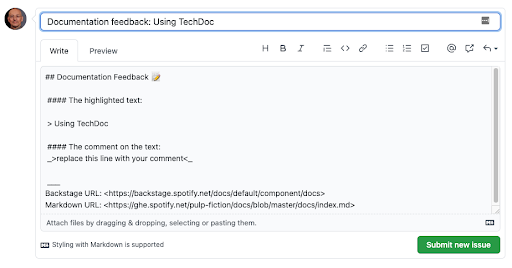 Documentation feedback: Using TechDoc
Write Preview H B I @
## Documentation Feedback 📝
#### The highlighted text:
> Using TechDoc
#### The comment on the text:
_>replace this line with your comment<_
___
Backstage URL: <https://backstage.spotify.net/docs/default/component/docs>
Markdown URL: <https://ghe.spotify.net/pulp-fiction/docs/blob/master/docs/index.md>
Attach files by dragging & dropping, selecting or pasting them.
Styling with Markdown is supported
Submit new issue